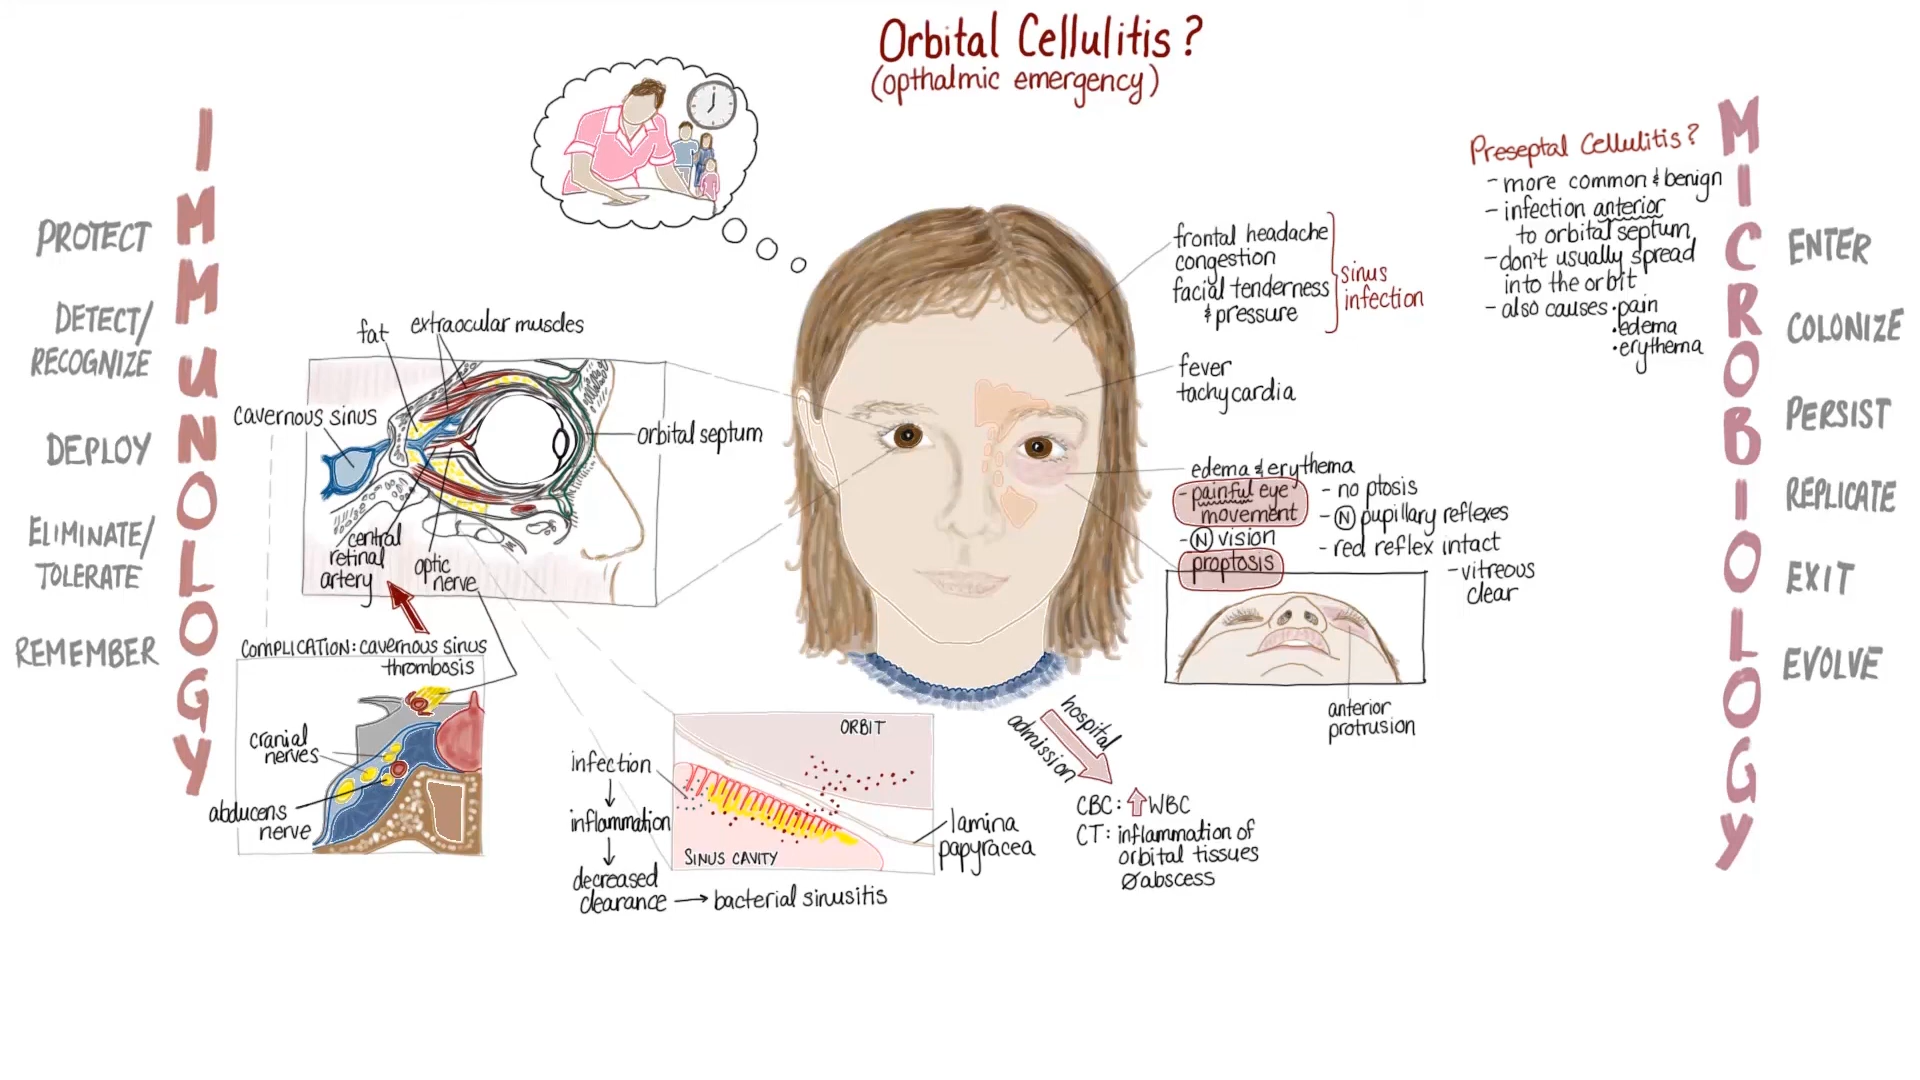 Orbital Cellulitis?
(opthalmic emergency)
IMMUNOLOGY
PROTECT
DETECT/
RECOGNIZE
DEPLOY
ELIMINATE/
TOLERATE
REMEMBER
fat
extraocular muscles
cavernous sinus
orbital septum
central
retinal
artery
optic
nerve
COMPLICATION: cavernous sinus
thrombosis
cranial
nerves
abducens
nerve
infection
inflammation
decreased
clearance → bacterial sinusitis
ORBIT
SINUS CAVITY
lamina
papyracea
frontal headache
congestion
facial tenderness
& pressure
sinus
infection
fever
tachycardia
edema & erythema
- painful eye
movement
- Ⓝ vision
proptosis
- no ptosis
- Ⓝ pupillary reflexes
- red reflex intact
- vitreous
clear
anterior
protrusion
hospital
admission
CBC: ⇧ WBC
CT: inflammation of
orbital tissues
Ø abscess
Preseptal Cellulitis?
- more common & benign
- infection anterior
to orbital septum
- don't usually spread
into the orbit
- also causes • pain
• edema
• erythema
MICROBIOLOGY
ENTER
COLONIZE
PERSIST
REPLICATE
EXIT
EVOLVE